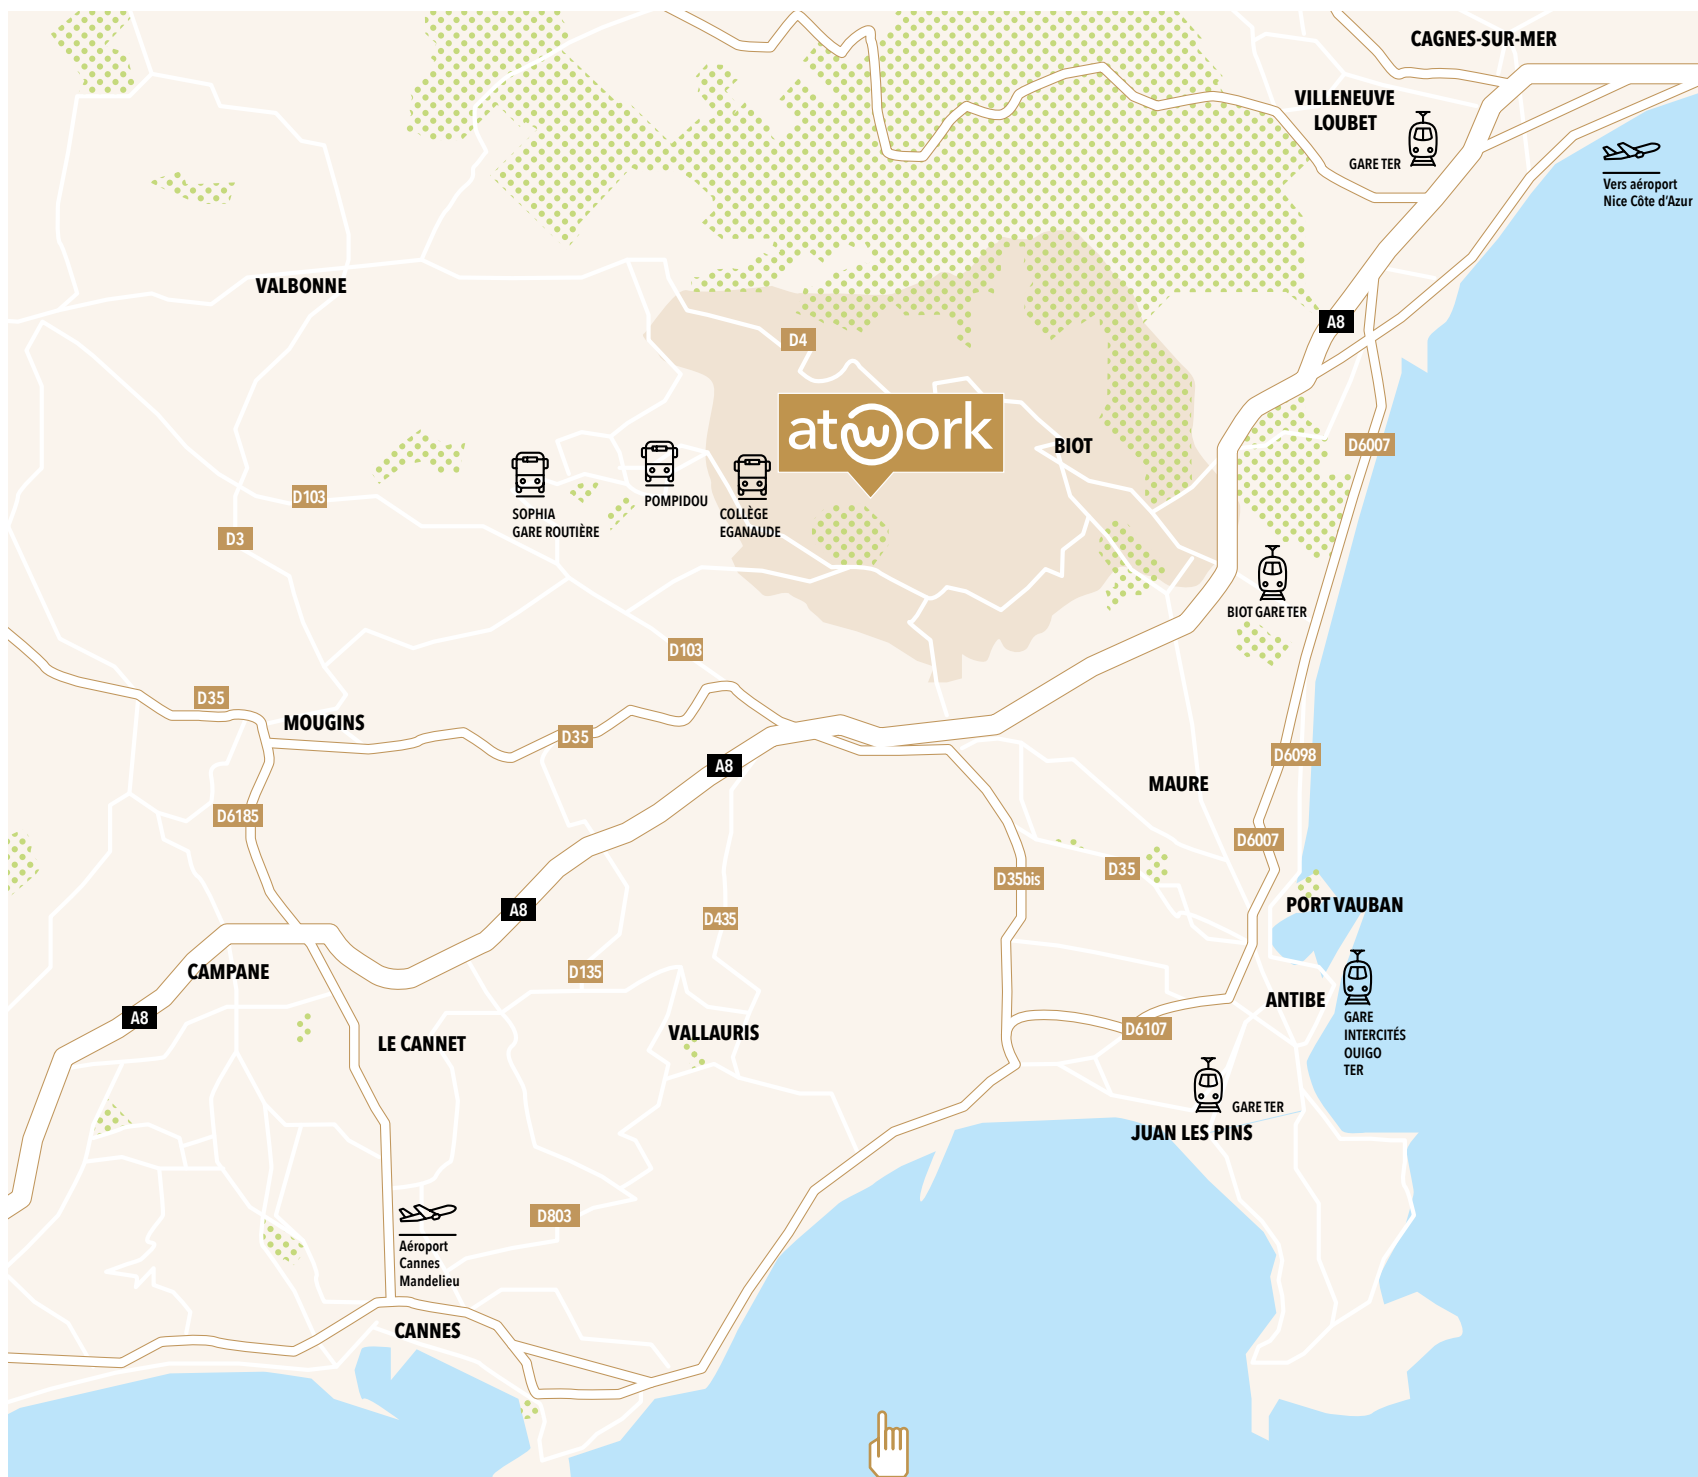 CAGNES-SUR-MER
VILLENEUVE
LOUBET
GARE TER
Vers aéroport
Nice Côte d'Azur
VALBONNE
A8
D4
atwork
BIOT
D6007
D103
SOPHIA
GARE ROUTIÈRE
POMPIDOU
COLLÈGE
EGANAUDE
D3
BIOT GARE TER
D103
D35
MOUGINS
D35
A8
D6098
MAURE
D6185
D6007
D35
D35bis
A8
D435
PORT VAUBAN
CAMPANE
D135
ANTIBE
A8
GARE
INTERCITÉS
OUIGO
TER
D6107
VALLAURIS
LE CANNET
GARE TER
JUAN LES PINS
D803
Aéroport
Cannes
Mandelieu
CANNES